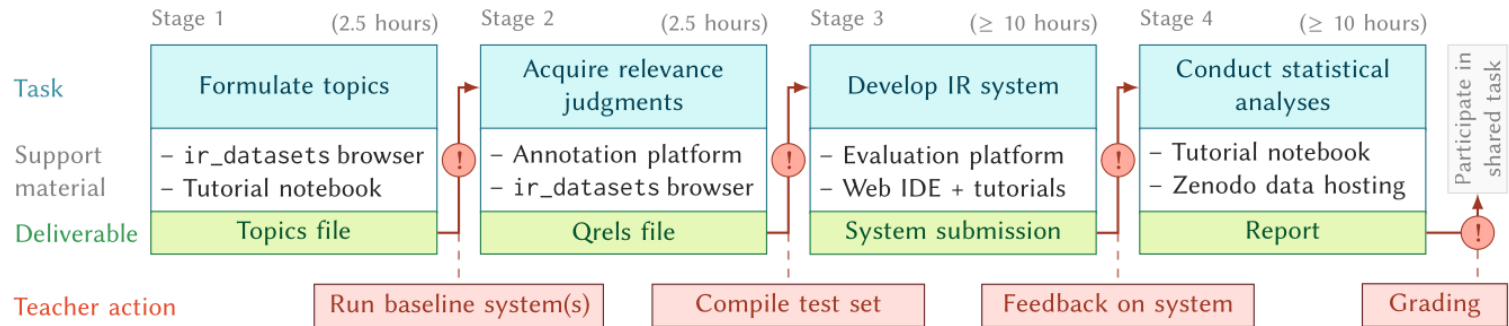 Stage 1
(2.5 hours)
Stage 2
(2.5 hours)
Stage 3
(≥ 10 hours)
Stage 4
(≥ 10 hours)
Task
Formulate topics
Acquire relevance
judgments
Develop IR system
Conduct statistical
analyses
Participate in
shared task
Support
material
– ir_datasets browser
– Tutorial notebook
!
– Annotation platform
– ir_datasets browser
!
– Evaluation platform
– Web IDE + tutorials
!
– Tutorial notebook
– Zenodo data hosting
Deliverable
Topics file
Qrels file
System submission
Report
!
Teacher action
Run baseline system(s)
Compile test set
Feedback on system
Grading